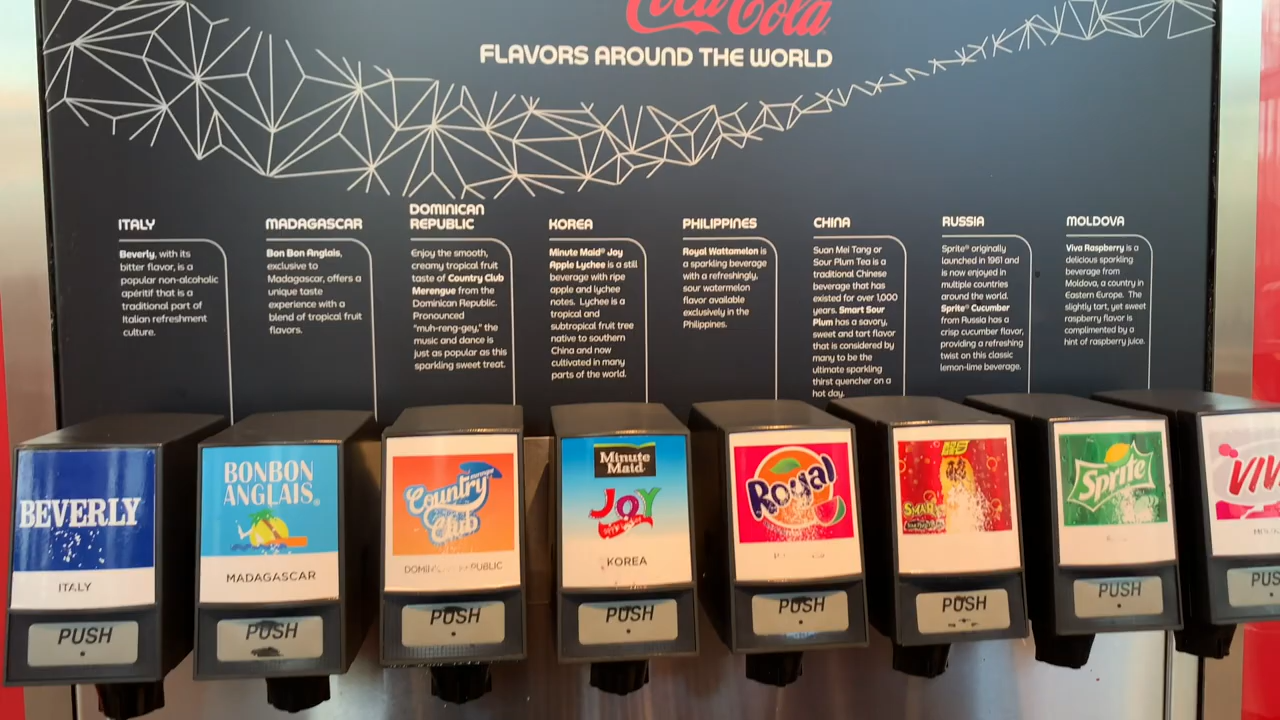 Coca-Cola
FLAVORS AROUND THE WORLD
ITALY
Beverly, with its
bitter flavor, is a
popular non-alcoholic
apéritif that is a
traditional part of
Italian refreshment
culture.
MADAGASCAR
Bon Bon Anglais,
exclusive to
Madagascar, offers a
unique taste
experience with a
blend of tropical fruit
flavors.
DOMINICAN
REPUBLIC
Enjoy the smooth,
creamy tropical fruit
taste of Country Club
Merengue from the
Dominican Republic.
Pronounced
"muh-reng-gey," the
music and dance is
just as popular as this
sparkling sweet treat.
KOREA
Minute Maid® Joy
Apple Lychee is a still
beverage with ripe
apple and lychee
notes. Lychee is a
tropical and
subtropical fruit tree
native to southern
China and now
cultivated in many
parts of the world.
PHILIPPINES
Royal Wattamelon is
a sparkling beverage
with a refreshingly,
sour watermelon
flavor available
exclusively in the
Philippines.
CHINA
Suan Mei Tang or
Sour Plum Tea is a
traditional Chinese
beverage that has
existed for over 1,000
years. Smart Sour
Plum has a savory,
sweet and tart flavor
that is considered by
many to be the
ultimate sparkling
thirst quencher on a
hot day.
RUSSIA
Sprite® originally
launched in 1961 and
is now enjoyed in
multiple countries
around the world.
Sprite® Cucumber
from Russia has a
crisp cucumber flavor,
providing a refreshing
twist on this classic
lemon-lime beverage.
MOLDOVA
Viva Raspberry is a
delicious sparkling
beverage from
Moldova, a country in
Eastern Europe. The
slightly tart, yet sweet
raspberry flavor is
complimented by a
hint of raspberry juice.
BEVERLY
ITALY
PUSH
BONBON
ANGLAIS®
MADAGASCAR
PUSH
Country
Club
PUSH
Minute
Maid
JOY
KOREA
PUSH
Royal
PUSH
SMART
PUSH
Sprite
PUSH
VIV
PUS